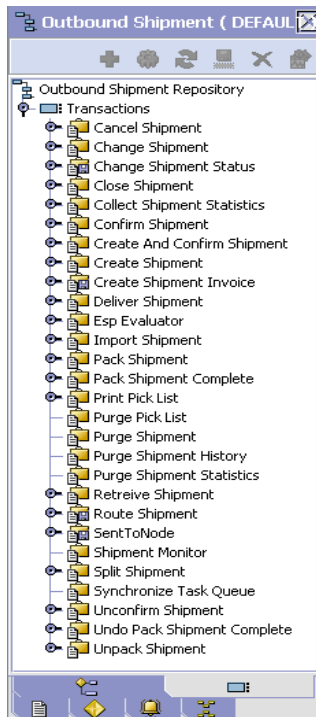 Outbound Shipment ( DEFAUL
Outbound Shipment Repository
Transactions
Cancel Shipment
Change Shipment
Change Shipment Status
Close Shipment
Collect Shipment Statistics
Confirm Shipment
Create And Confirm Shipment
Create Shipment
Create Shipment Invoice
Deliver Shipment
Esp Evaluator
Import Shipment
Pack Shipment
Pack Shipment Complete
Print Pick List
Purge Pick List
Purge Shipment
Purge Shipment History
Purge Shipment Statistics
Retreive Shipment
Route Shipment
SentToNode
Shipment Monitor
Split Shipment
Synchronize Task Queue
Unconfirm Shipment
Undo Pack Shipment Complete
Unpack Shipment